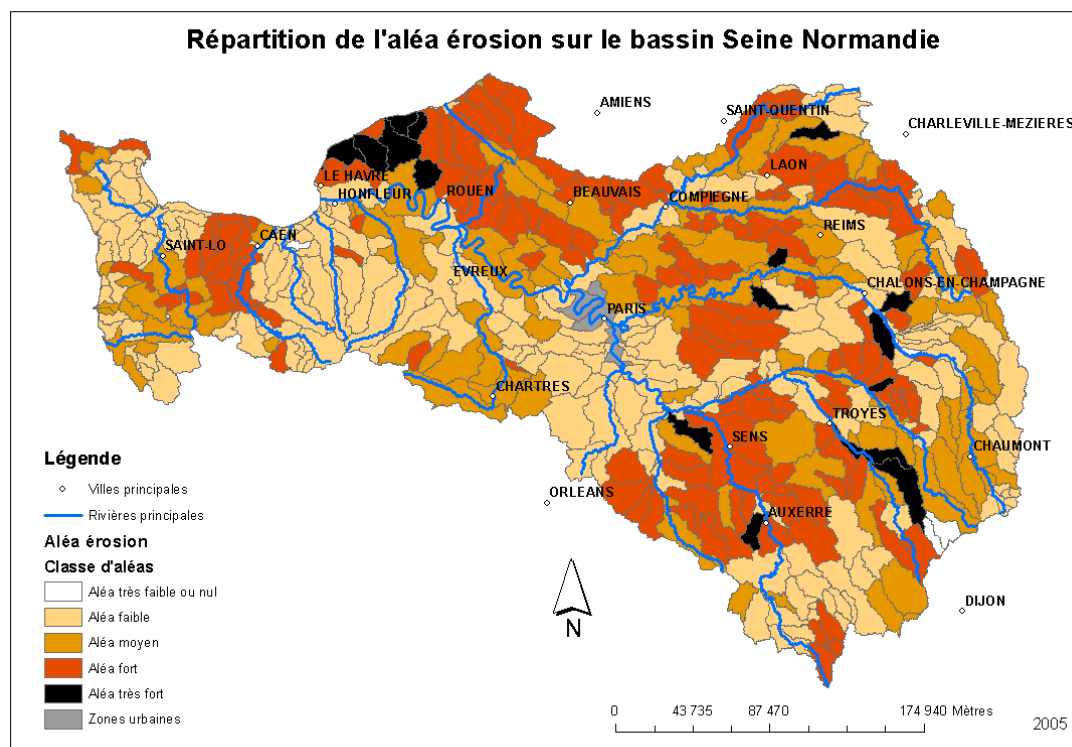 Répartition de l'aléa érosion sur le bassin Seine Normandie
AMIENS
SAINT-QUENTIN
CHARLEVILLE-MEZIERES
LAON
LE HAVRE
HONFLEUR
ROUEN
BEAUVAIS
COMPIEGNE
REIMS
CAEN
SAINT-LO
EVREUX
CHALONS-EN-CHAMPAGNE
PARIS
CHARTRES
TROYES
SENS
CHAUMONT
ORLEANS
AUXERRE
DIJON
Légende
Villes principales
Rivières principales
Aléa érosion
Classe d'aléas
Aléa très faible ou nul
Aléa faible
Aléa moyen
Aléa fort
Aléa très fort
Zones urbaines
N
0 43 735 87 470 174 940 Mètres
2005